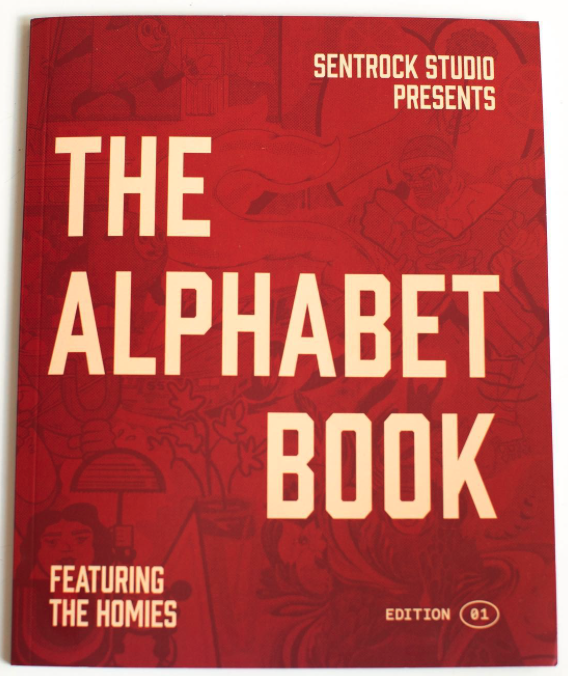 SENTROCK STUDIO
PRESENTS
THE
ALPHABET
BOOK
FEATURING
THE HOMIES
EDITION 01